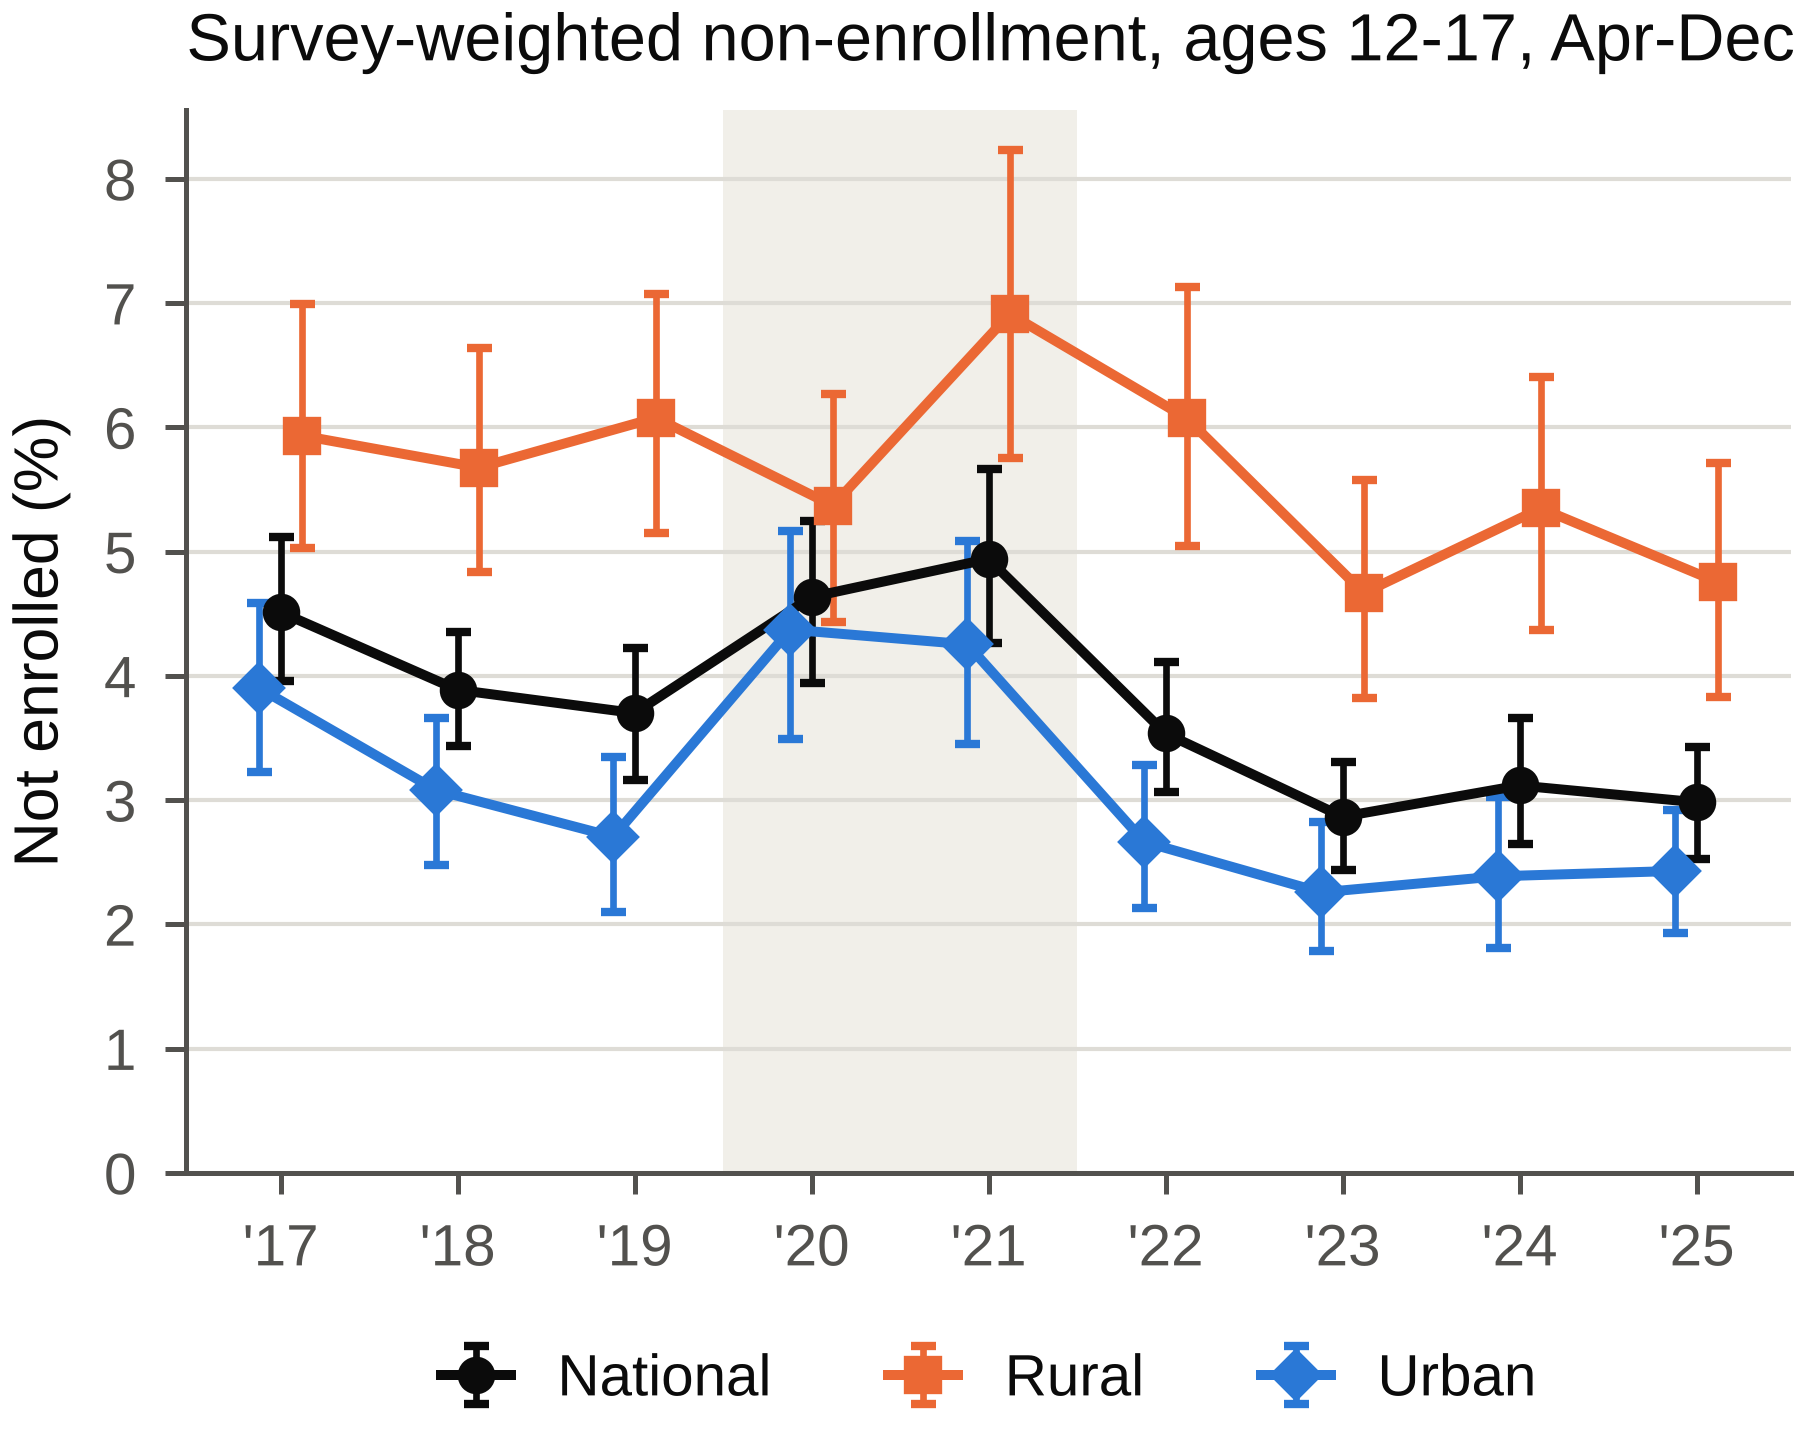 Survey-weighted non-enrollment, ages 12-17, Apr-Dec
Not enrolled (%)
8
7
6
5
4
3
2
1
0
'17 '18 '19 '20 '21 '22 '23 '24 '25
National Rural Urban